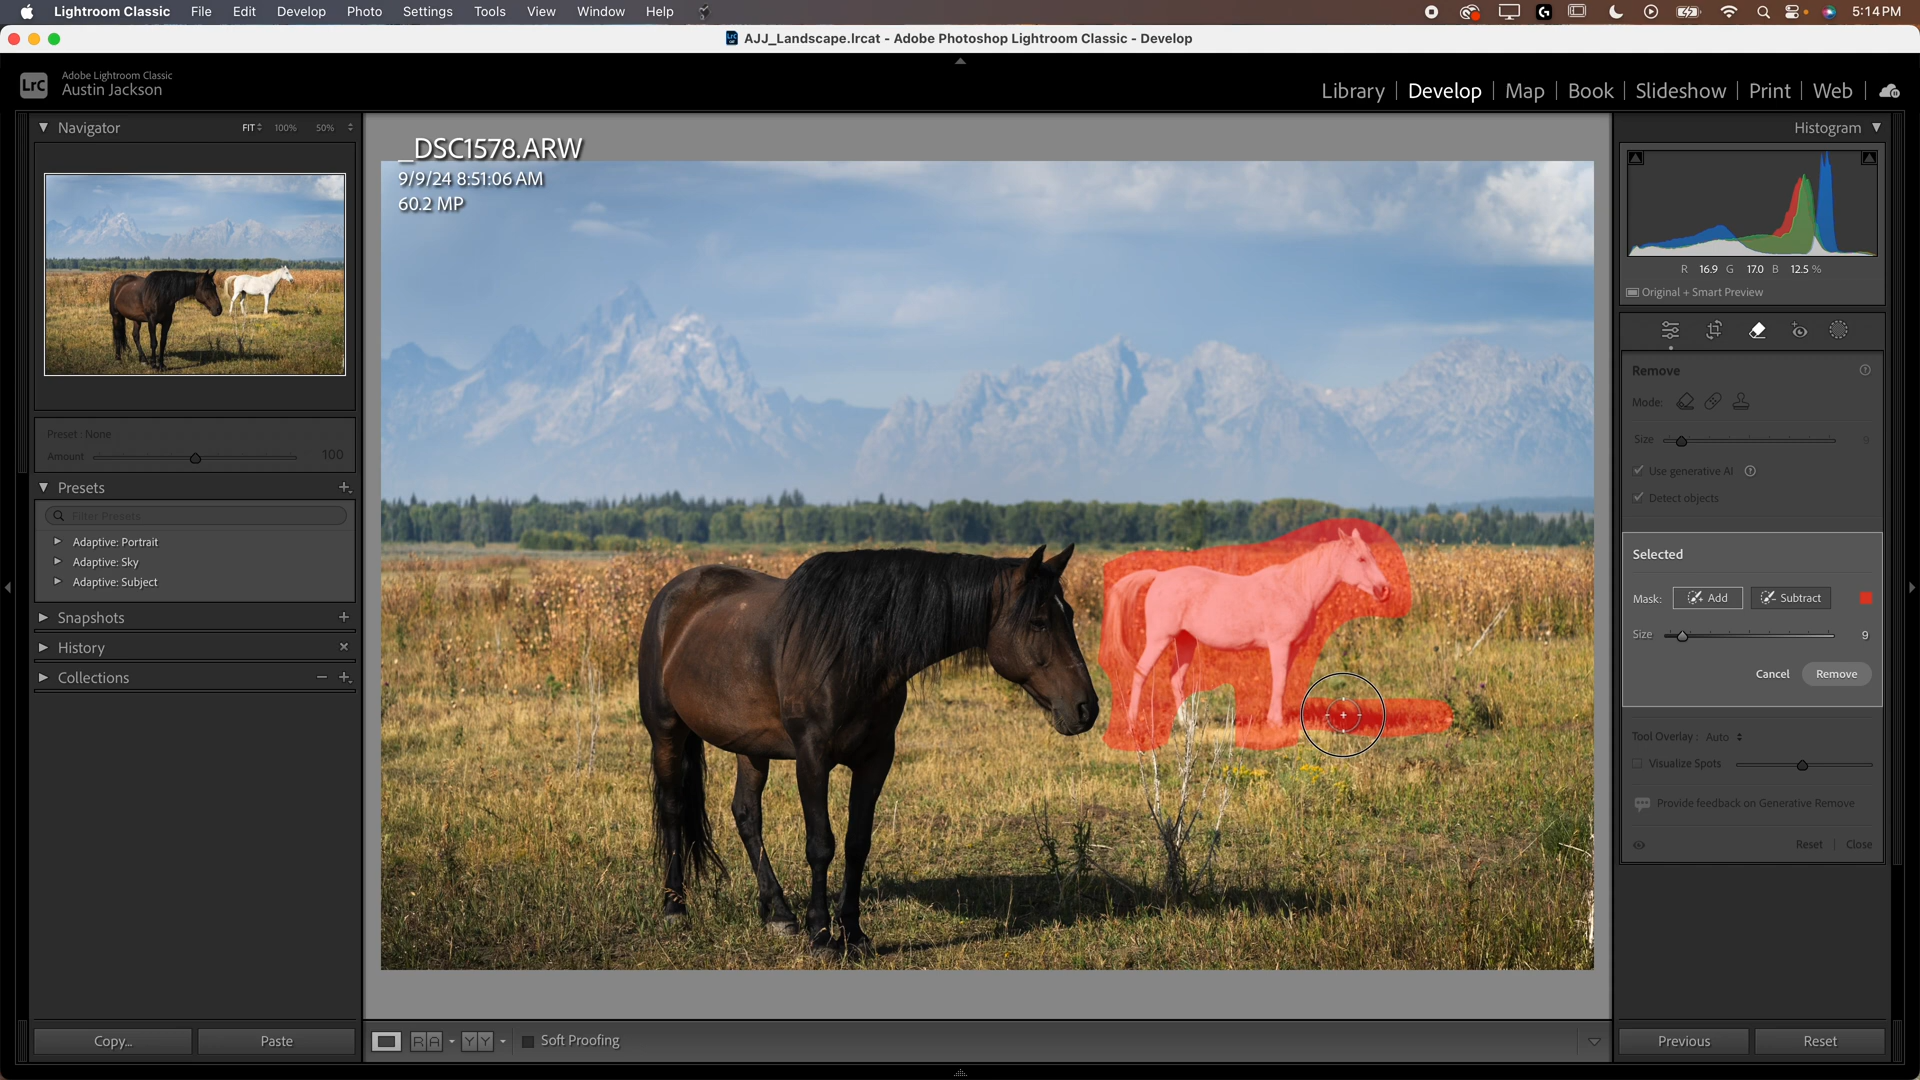 Lightroom Classic File Edit Develop Photo Settings Tools View Window Help 5:14 PM
AJJ_Landscape.lrcat - Adobe Photoshop Lightroom Classic - Develop
LrC
Adobe Lightroom Classic
Austin Jackson
Library | Develop | Map | Book | Slideshow | Print | Web
Navigator FIT 100% 50%
Preset : None
Amount 100
Presets
Filter Presets
Adaptive: Portrait
Adaptive: Sky
Adaptive: Subject
Snapshots
History
Collections
Copy... Paste
_DSC1578.ARW
9/9/24 8:51:06 AM
60.2 MP
R A Y Y Soft Proofing
Histogram
R 16.9 G 17.0 B 12.5 %
Original + Smart Preview
Remove
Mode:
Size 9
Use generative AI
Detect objects
Selected
Mask: Add Subtract
Size 9
Cancel Remove
Tool Overlay : Auto
Visualize Spots
Provide feedback on Generative Remove
Reset | Close
Previous Reset